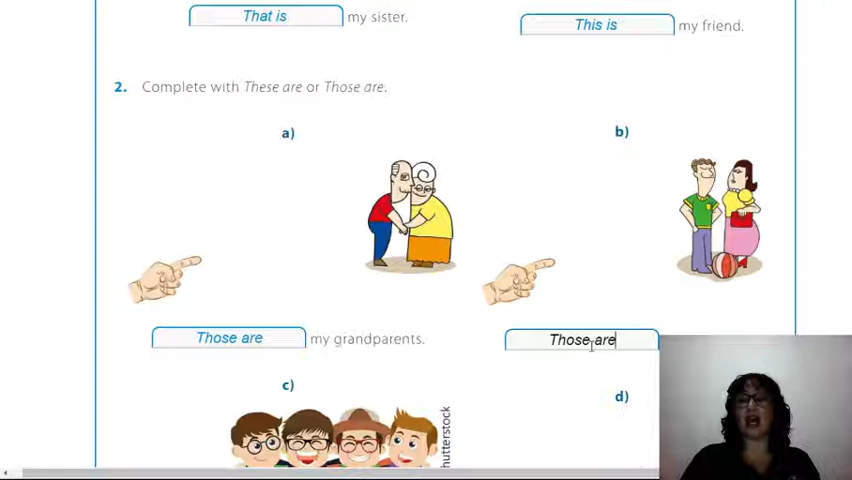 That is my sister.
This is my friend.
2. Complete with These are or Those are.
a)
b)
Those are my grandparents.
Those are
c)
d)
hutterstock